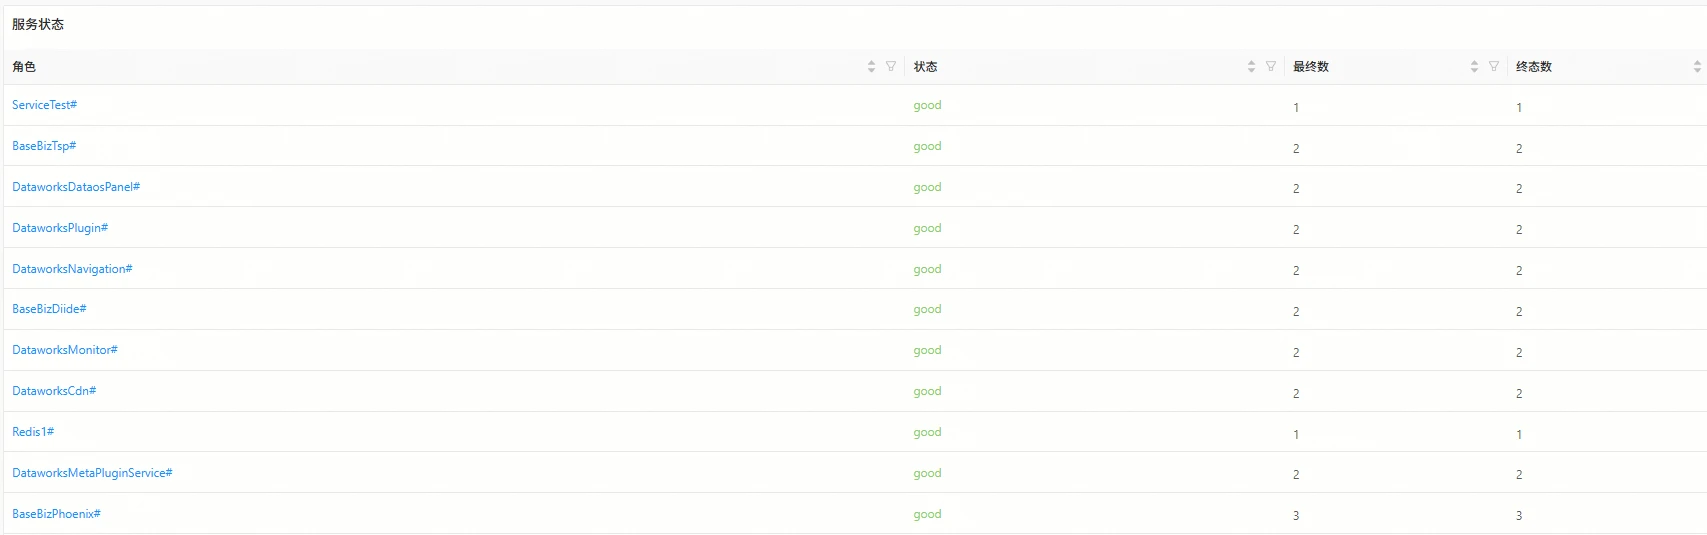 服务状态
角色 状态 最终数 终态数
ServiceTest# good 1 1
BaseBizTsp# good 2 2
DataworksDataosPanel# good 2 2
DataworksPlugin# good 2 2
DataworksNavigation# good 2 2
BaseBizDiide# good 2 2
DataworksMonitor# good 2 2
DataworksCdn# good 2 2
Redis1# good 1 1
DataworksMetaPluginService# good 2 2
BaseBizPhoenix# good 3 3